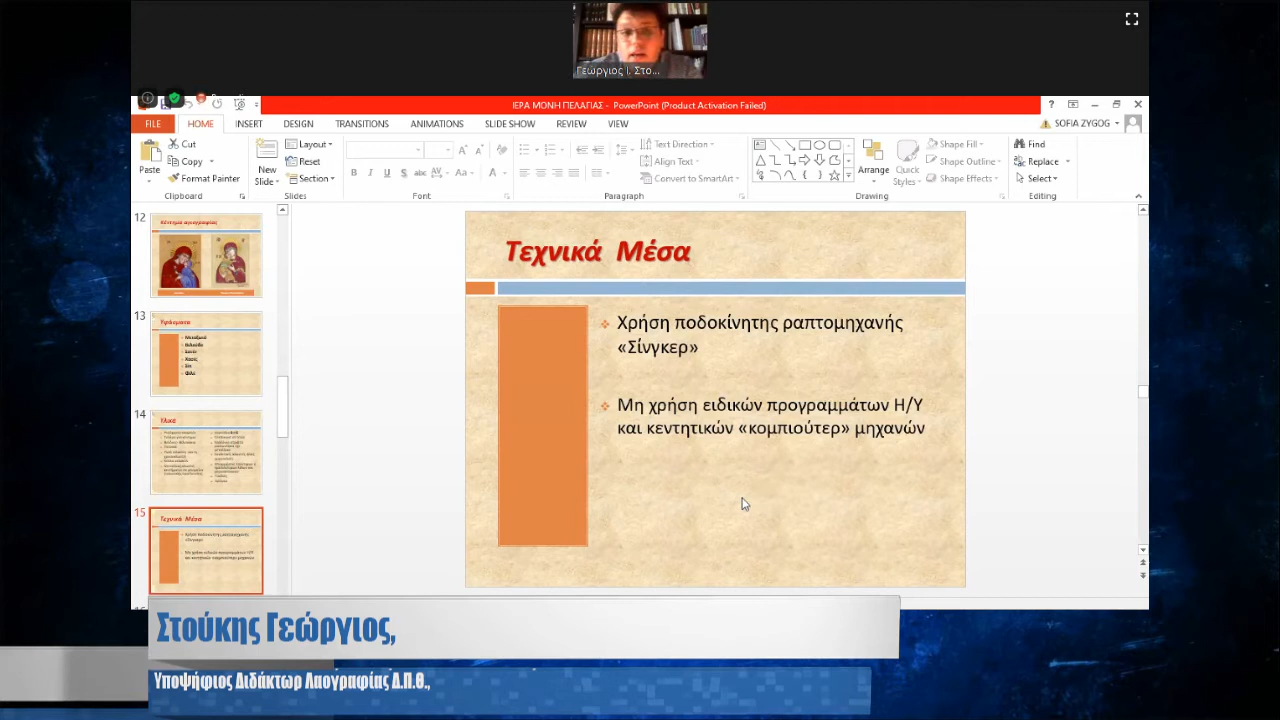 Γεώργιος Ι. Στο...
ΙΕΡΑ ΜΟΝΗ ΠΕΛΑΓΙΑΣ - PowerPoint (Product Activation Failed)
FILE HOME INSERT DESIGN TRANSITIONS ANIMATIONS SLIDE SHOW REVIEW VIEW SOFIA ZYGOG
Paste
Cut
Copy
Format Painter
Clipboard
New Slide
Layout
Reset
Section
Slides
Font
Text Direction
Align Text
Convert to SmartArt
Paragraph
Arrange
Quick Styles
Shape Fill
Shape Outline
Shape Effects
Drawing
Find
Replace
Select
Editing
12
13
Υφάσματα
14
Υλικά
15
Τεχνικά Μέσα
Τεχνικά Μέσα
Χρήση ποδοκίνητης ραπτομηχανής
«Σίνγκερ»
Μη χρήση ειδικών προγραμμάτων Η/Υ
και κεντητικών «κομπιούτερ» μηχανών
Στούκης Γεώργιος,
Υποψήφιος Διδάκτωρ Λαογραφίας Δ.Π.Θ.,